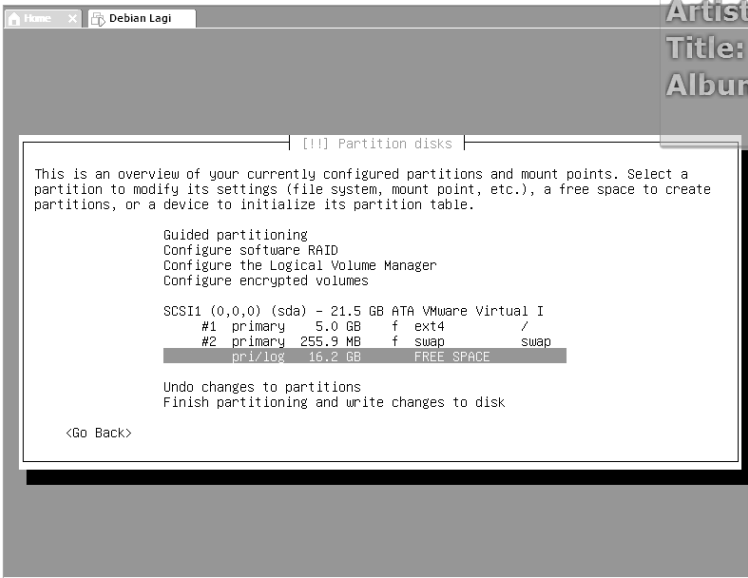 Home X Debian Lagi
Artist
Title:
Album
[!!] Partition disks
This is an overview of your currently configured partitions and mount points. Select a
partition to modify its settings (file system, mount point, etc.), a free space to create
partitions, or a device to initialize its partition table.
Guided partitioning
Configure software RAID
Configure the Logical Volume Manager
Configure encrypted volumes
SCSI1 (0,0,0) (sda) - 21.5 GB ATA VMware Virtual I
#1 primary 5.0 GB f ext4 /
#2 primary 255.9 MB f swap swap
pri/log 16.2 GB FREE SPACE
Undo changes to partitions
Finish partitioning and write changes to disk
<Go Back>